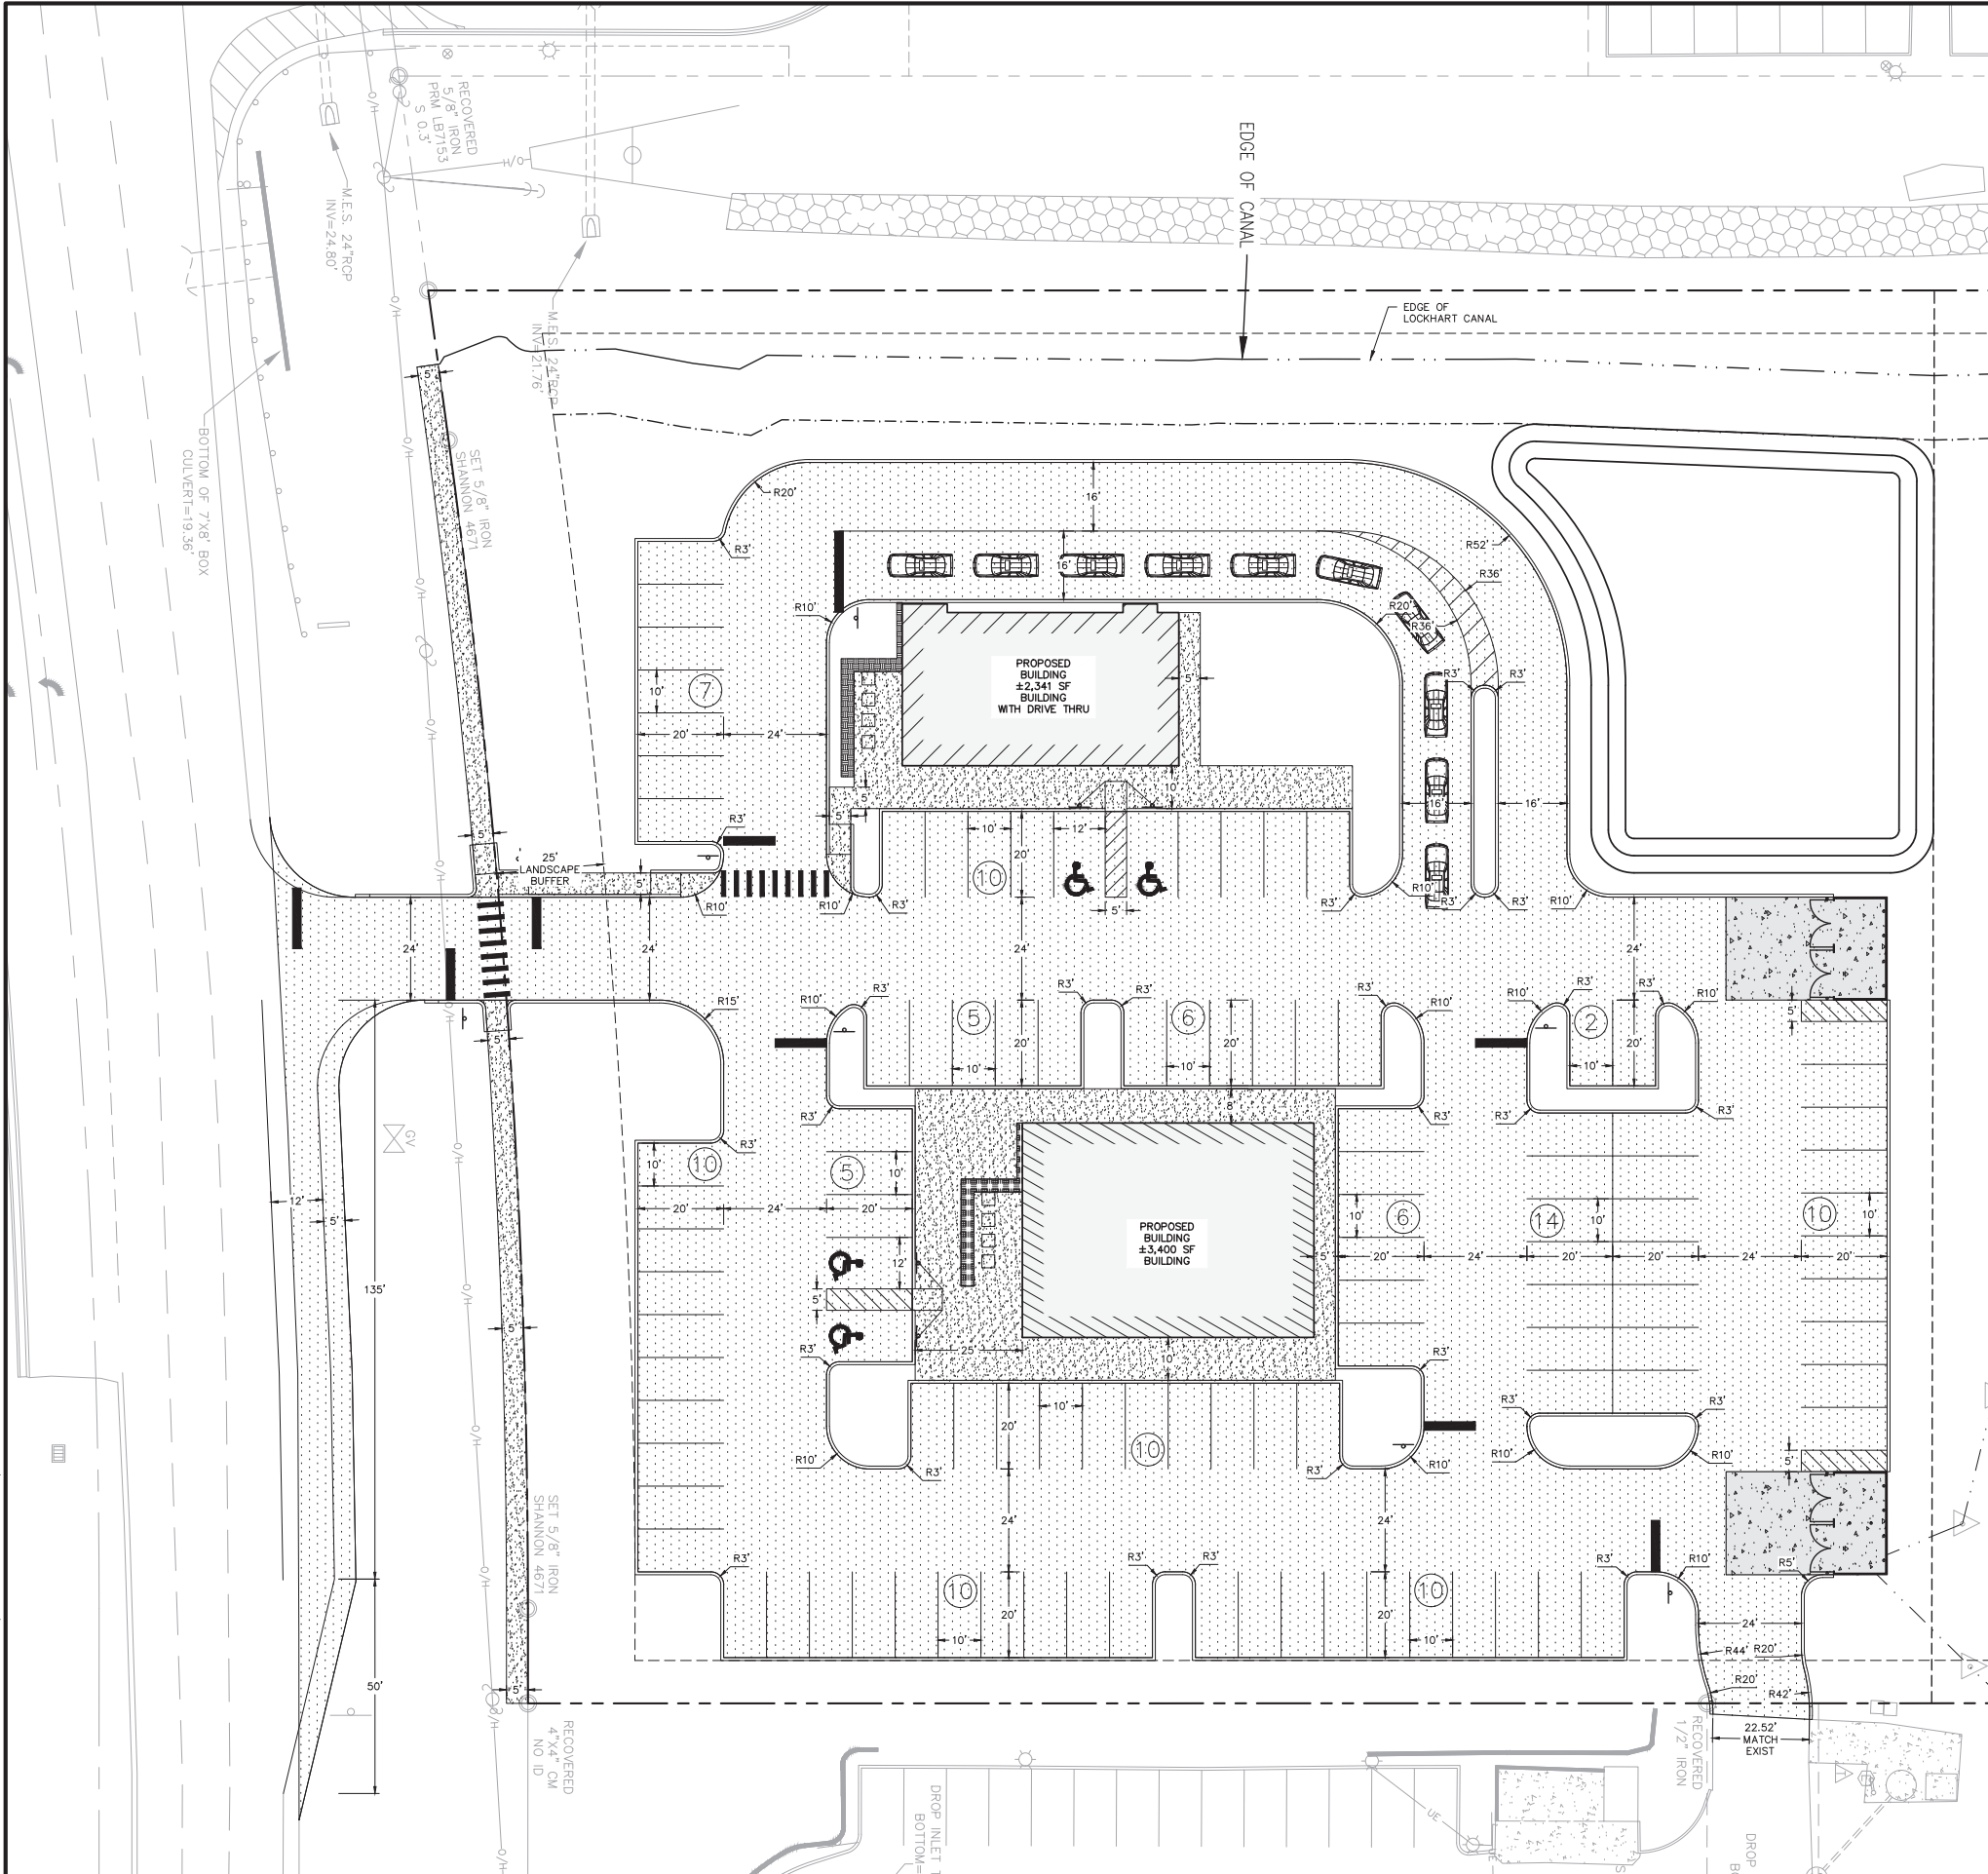 RECOVERED
5/8" IRON
PRM LB7153
S 0.3'
M.E.S. 24"RCP
INV=24.80'
O/H
O/H
EDGE OF CANAL
EDGE OF
LOCKHART CANAL
M.E.S. 24"RCP
INV=21.76'
BOTTOM OF 7'X8' BOX
CULVERT=19.36'
O/H
5'
SET 5/8" IRON
SHANNON 4671
O/H
O/H
O/H
R20'
16'
R3'
R52'
16'
R36'
R10'
R20'
R36'
PROPOSED
BUILDING
±2,341 SF
BUILDING
WITH DRIVE THRU
5'
R3'
R3'
10'
7
20'
24'
O/H
10'
5'
5'
16'
16'
R3'
5'
10'
12'
20'
25'
LANDSCAPE
BUFFER
5'
10
R10'
R10'
R3'
5'
R3'
R10'
R3'
R3'
R10'
24'
24'
24'
24'
R15'
R10'
R3'
R3'
R3'
R3'
R10'
R10'
R3'
R3'
R10'
5
6
2
5'
O/H
5'
20'
20'
20'
10'
10'
10'
R3'
8
R3'
R3'
R3'
GV
O/H
R3'
10'
10
5
10'
12'
5'
20'
24'
20'
PROPOSED
BUILDING
±3,400 SF
BUILDING
10'
6
14
10'
10
10'
5'
20'
24'
20'
20'
24'
20'
12'
135'
O/H
5'
5'
25'
10'
R3'
R3'
10'
20'
10
R3'
R3'
R10'
R3'
R3'
R10'
R10'
R10'
5'
O/H
SET 5/8" IRON
SHANNON 4671
24'
24'
R3'
R3'
R3'
R3'
R10'
R5'
O/H
10
10
20'
20'
10'
10'
24'
R44'
R20'
50'
5'
R20'
R42'
O/H
RECOVERED
4"X4" CM
NO ID
RECOVERED
1/2" IRON
22.52'
MATCH
EXIST
DROP INLET
BOTTOM=
UE
DROP
O/H